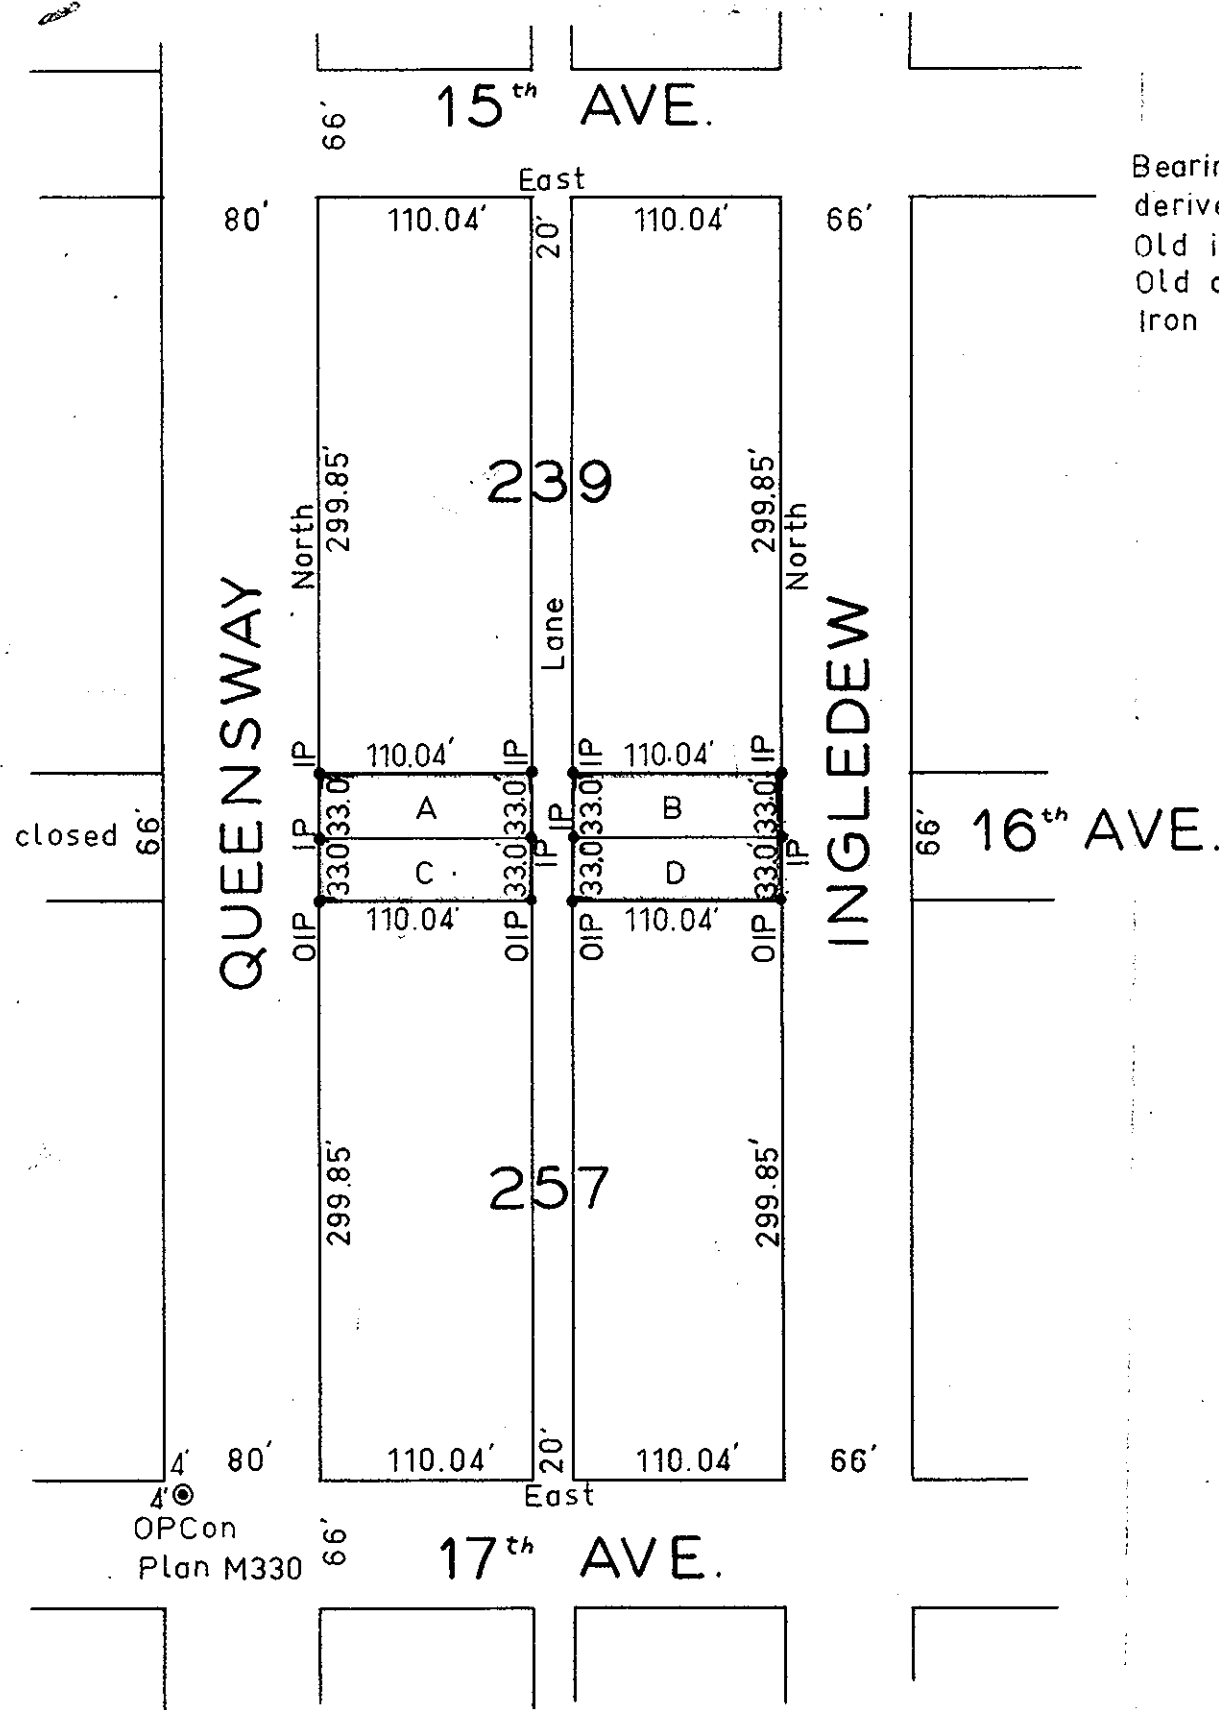 15th AVE.
66'
East
80' 110.04' 20' 110.04' 66'
Bearin
derive
Old i
Old
Iron
239
North 299.85' 299.85' North
Lane
QUEENSWAY
INGLEDEW
IP 110.04' IP IP 110.04' IP
33.0' A 33.0' 33.0' B 33.0'
closed 66' IP IP IP IP 66' 16th AVE.
33.0' C 33.0' 33.0' D 33.0'
OIP 110.04' OIP OIP 110.04' OIP
299.85' 299.85'
257
4' 80' 110.04' 20' 110.04' 66'
4' East
OPCon
Plan M330
66' 17th AVE.